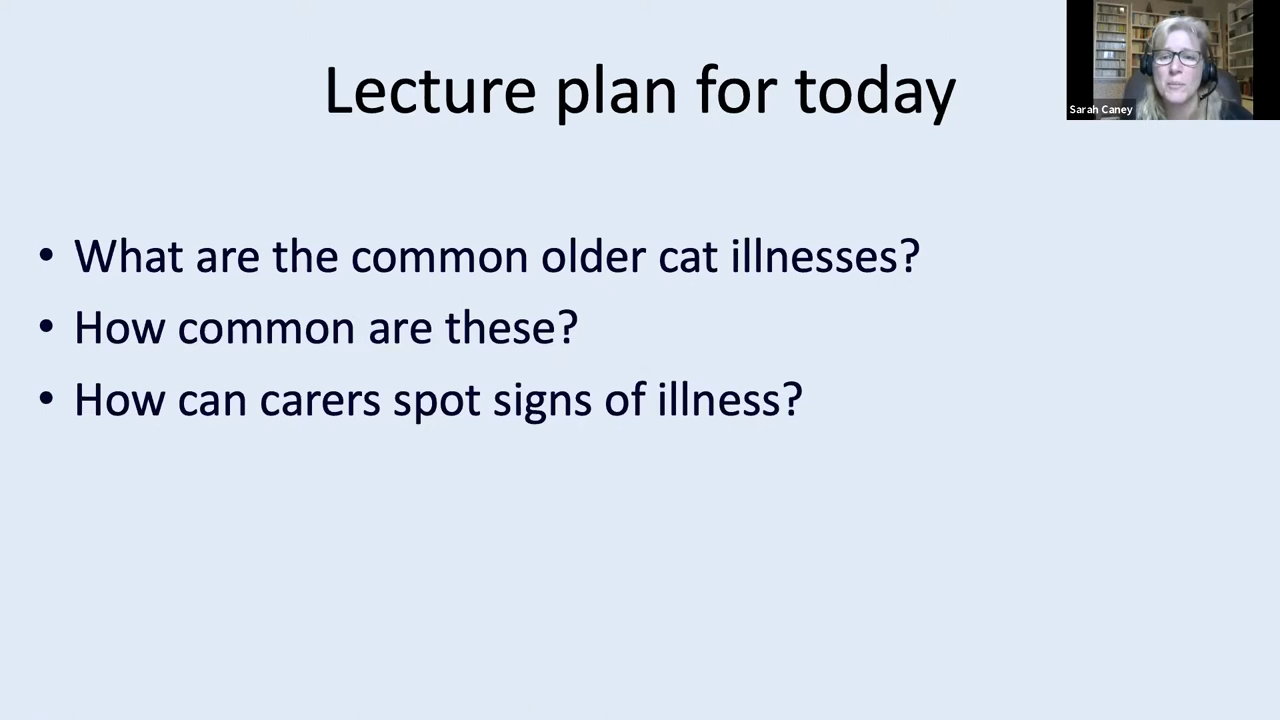 Lecture plan for today
Sarah Caney
• What are the common older cat illnesses?
• How common are these?
• How can carers spot signs of illness?